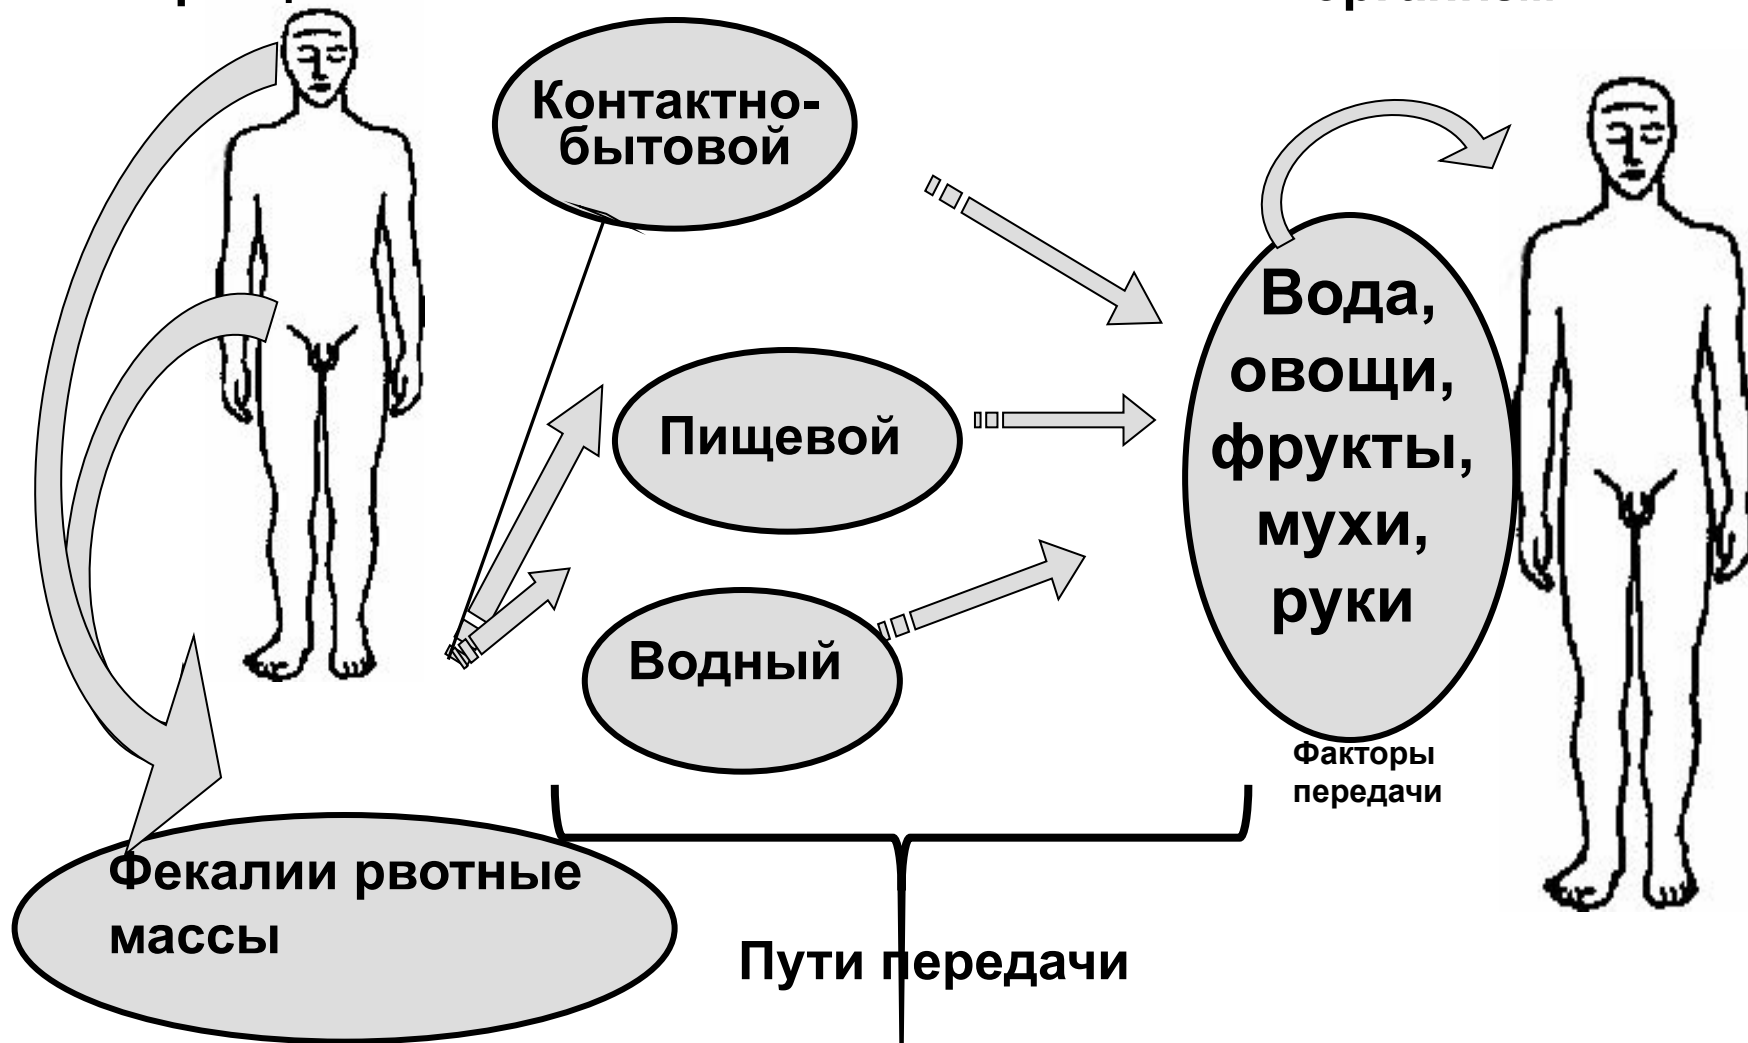 Контактно-
бытовой
Пищевой
Водный
Вода,
овощи,
фрукты,
мухи,
руки
Факторы
передачи
Фекалии рвотные
массы
Пути передачи